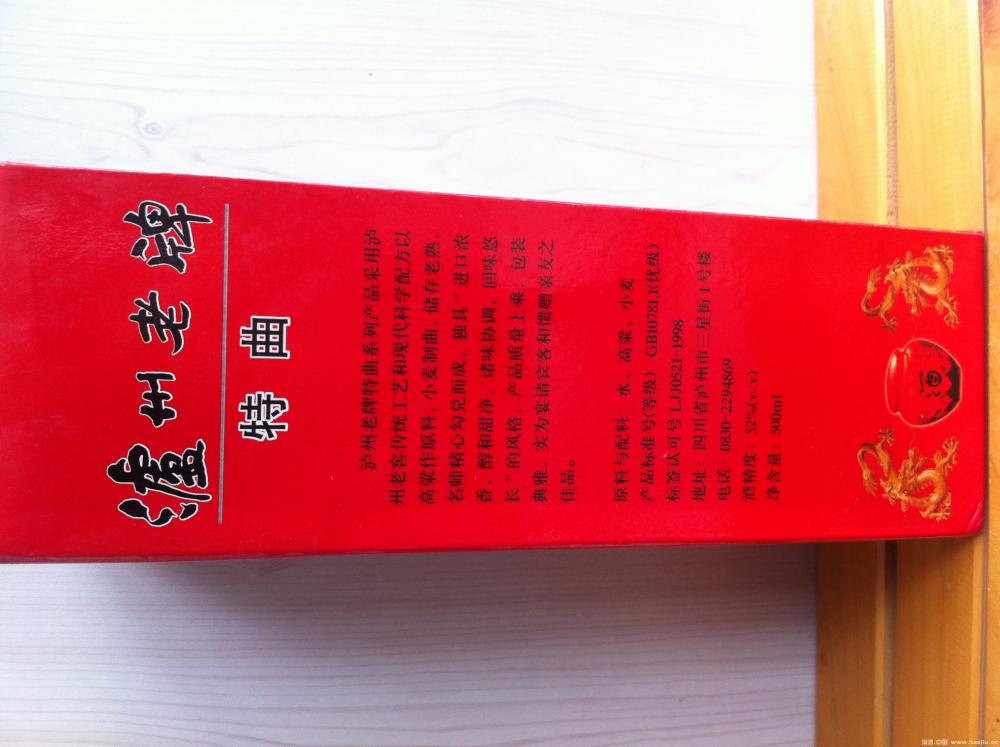 瀘州老牌
特曲
泸州老牌特曲系列产品采用泸
州老窖传统工艺和现代科学配方以
高粱作原料，小麦制曲，储存老熟，
名师精心勾兑而成，独具"进口浓
香，醇和甜净，诸味协调，回味悠
长"的风格，产品质量上乘，包装
典雅，实为宴请宾客和馈赠亲友之
佳品。
原料与配料：水、高粱、小麦
产品标准号(等级) GB10781.1(优级)
标签认可号 LJJ0521-1998
地址：四川省泸州市三星街1号楼
电话：0830-2294869
酒精度：52%(v/v)
净含量：500ml
酒
www.taojiu.cc